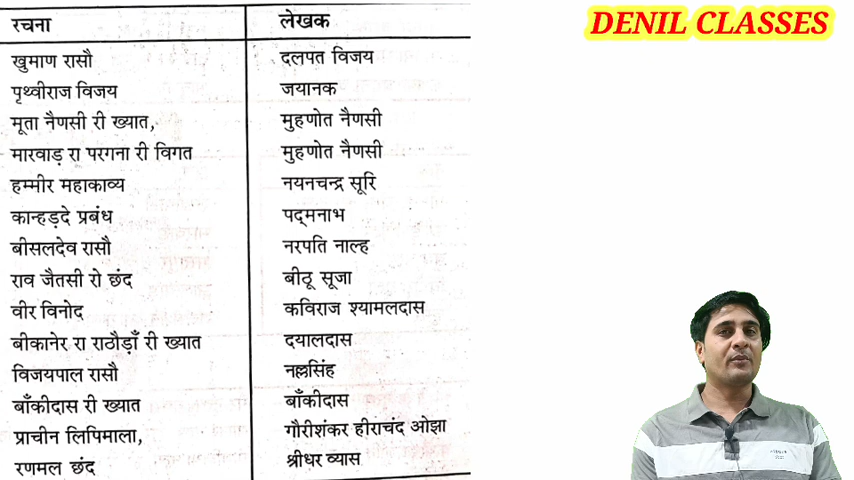 DENIL CLASSES
रचना लेखक
खुमाण रासौ दलपत विजय
पृथ्वीराज विजय जयानक
मूता नैणसी री ख्यात, मुहणोत नैणसी
मारवाड़ रा परगना री विगत मुहणोत नैणसी
हम्मीर महाकाव्य नयनचन्द्र सूरि
कान्हड़दे प्रबंध पद्मनाभ
बीसलदेव रासौ नरपति नाल्ह
राव जैतसी रो छंद बीठू सूजा
वीर विनोद कविराज श्यामलदास
बीकानेर रा राठौड़ाँ री ख्यात दयालदास
विजयपाल रासौ नल्लसिंह
बाँकीदास री ख्यात बाँकीदास
प्राचीन लिपिमाला, गौरीशंकर हीराचंद ओझा
रणमल छंद श्रीधर व्यास